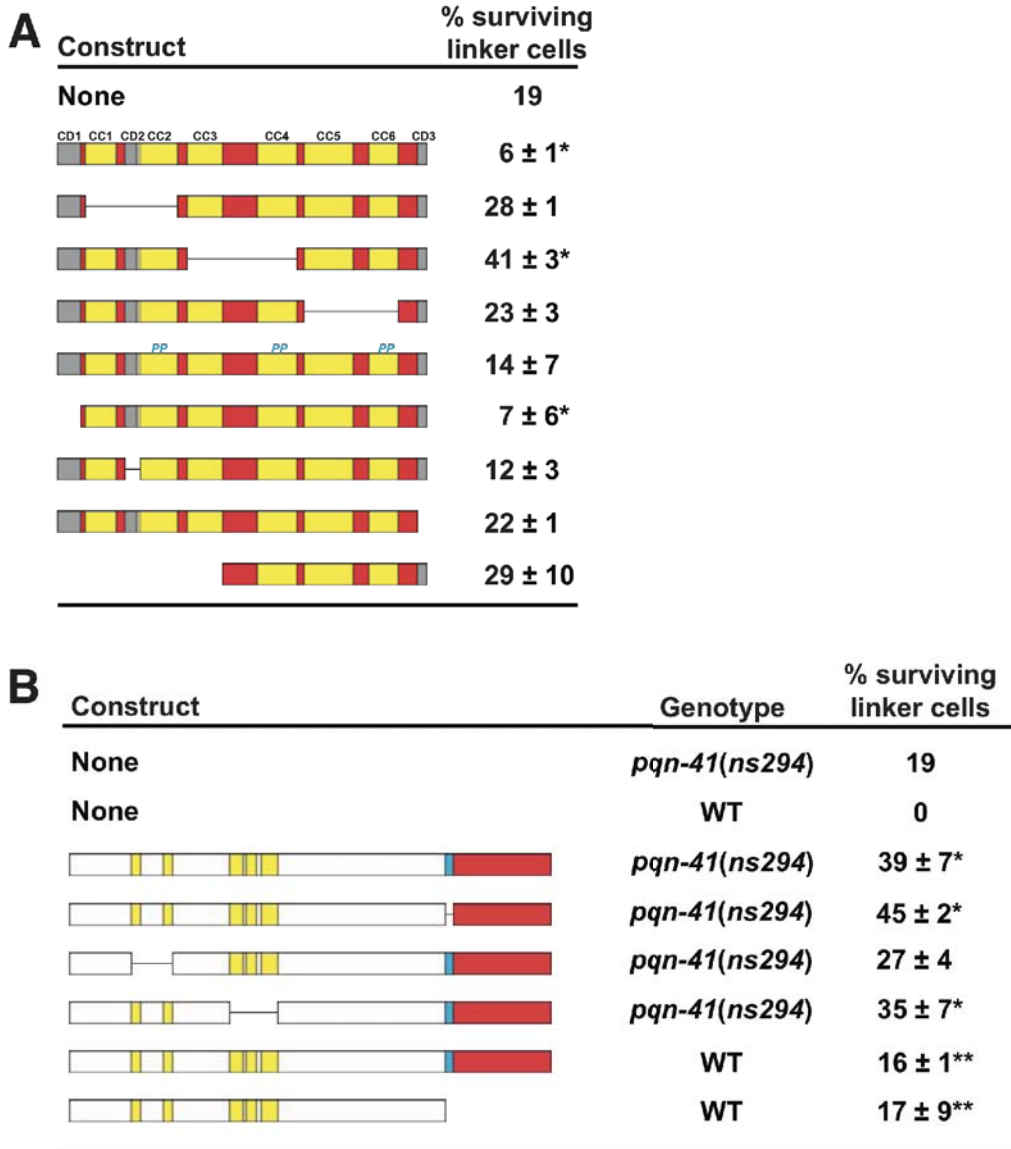 A
Construct
% surviving
linker cells
None 19
CD1 CC1 CD2 CC2 CC3 CC4 CC5 CC6 CD3
6 ± 1*
28 ± 1
41 ± 3*
23 ± 3
PP PP PP
14 ± 7
7 ± 6*
12 ± 3
22 ± 1
29 ± 10
B
Construct
Genotype
% surviving
linker cells
None pqn-41(ns294) 19
None WT 0
pqn-41(ns294) 39 ± 7*
pqn-41(ns294) 45 ± 2*
pqn-41(ns294) 27 ± 4
pqn-41(ns294) 35 ± 7*
WT 16 ± 1**
WT 17 ± 9**